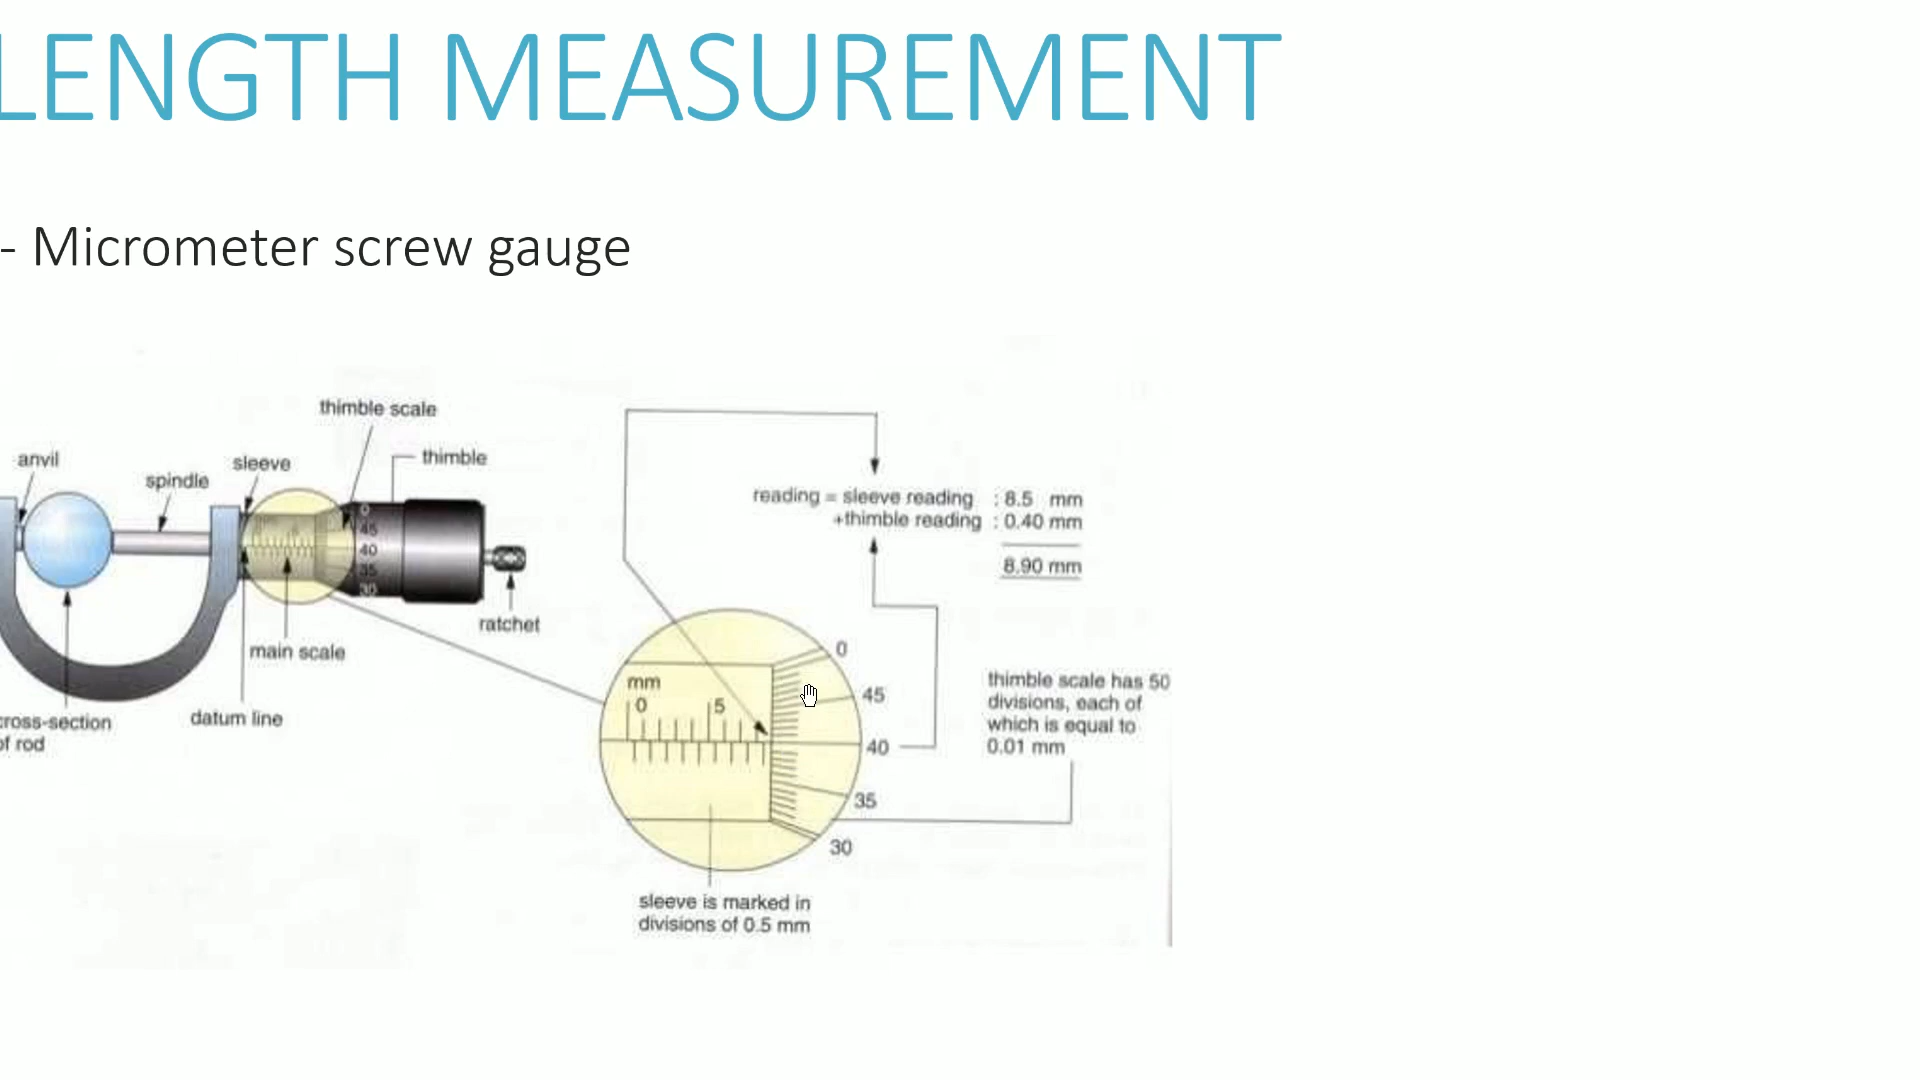 LENGTH MEASUREMENT
- Micrometer screw gauge
thimble scale
anvil
spindle
sleeve
thimble
0
45
40
35
30
ratchet
main scale
cross-section
of rod
datum line
reading = sleeve reading : 8.5 mm
+thimble reading : 0.40 mm
8.90 mm
mm
0
5
0
45
40
35
30
thimble scale has 50
divisions, each of
which is equal to
0.01 mm
sleeve is marked in
divisions of 0.5 mm